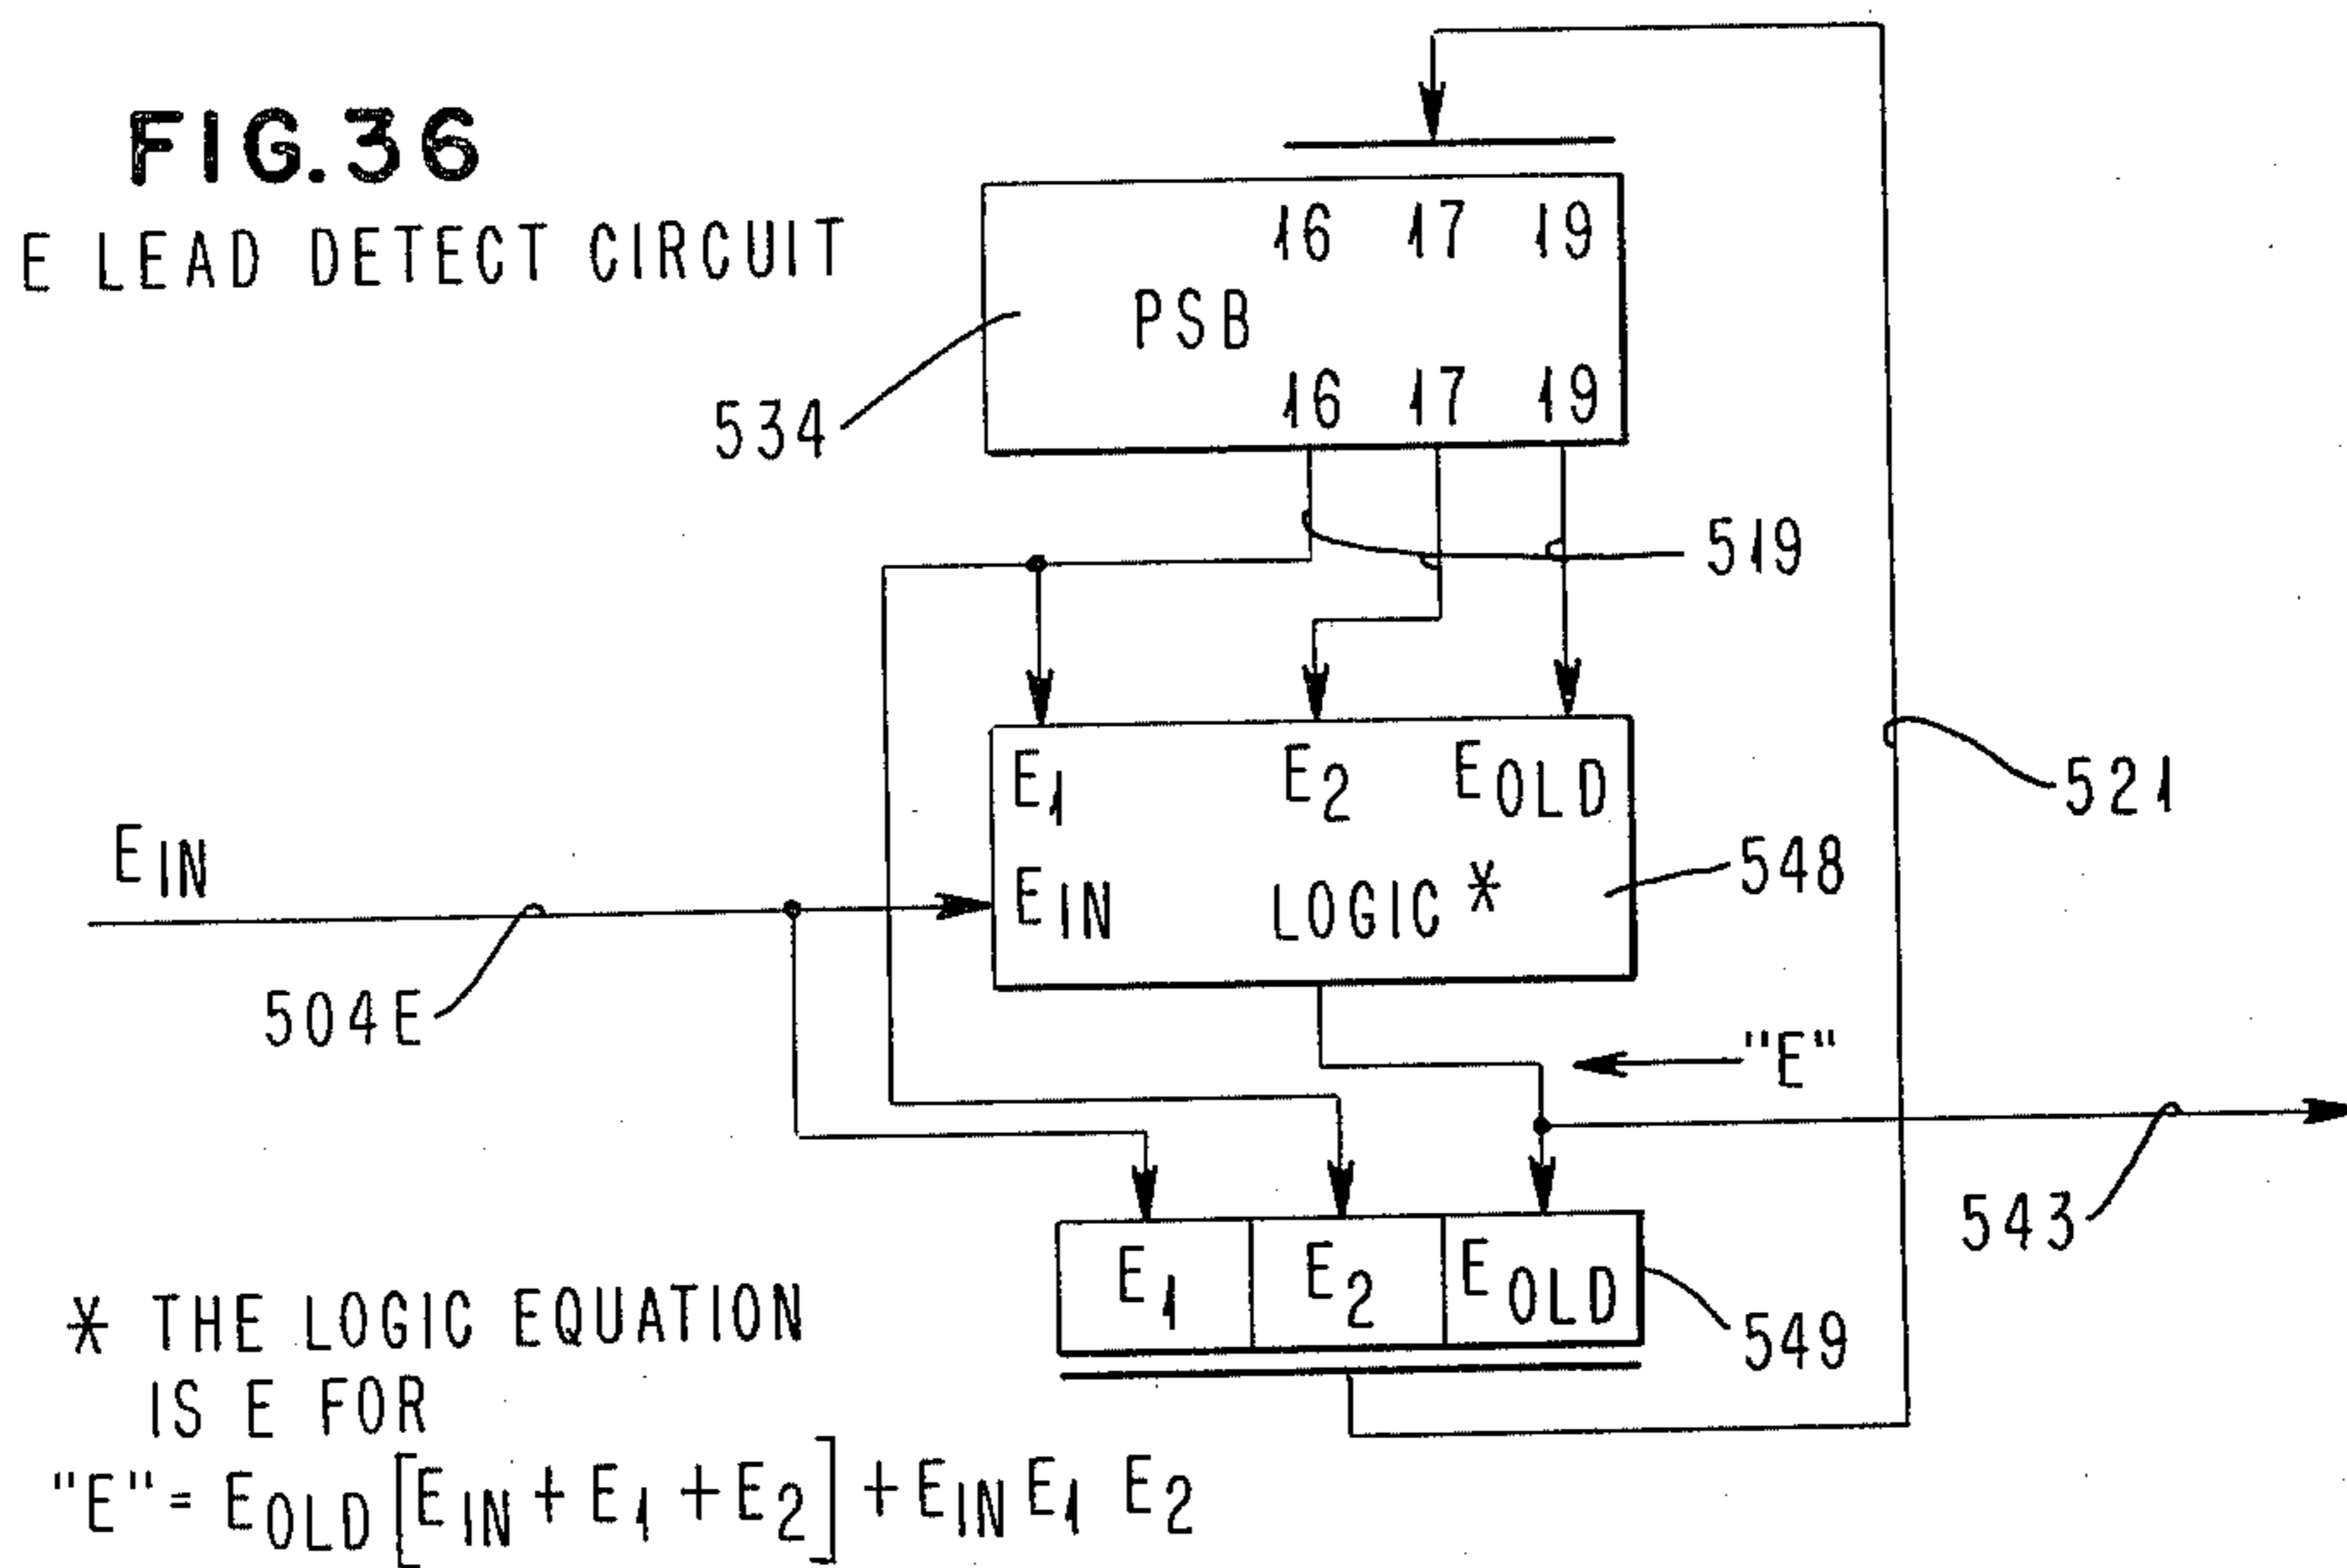 FIG.36
E LEAD DETECT CIRCUIT
16 17 19
PSB
16 17 19
534
519
E1 E2 EOLD
521
EIN
EIN LOGIC *
548
504E
"E"
543
E1 E2 EOLD
549
* THE LOGIC EQUATION
IS E FOR
"E"= EOLD[EIN + E1 + E2] + EIN E1 E2